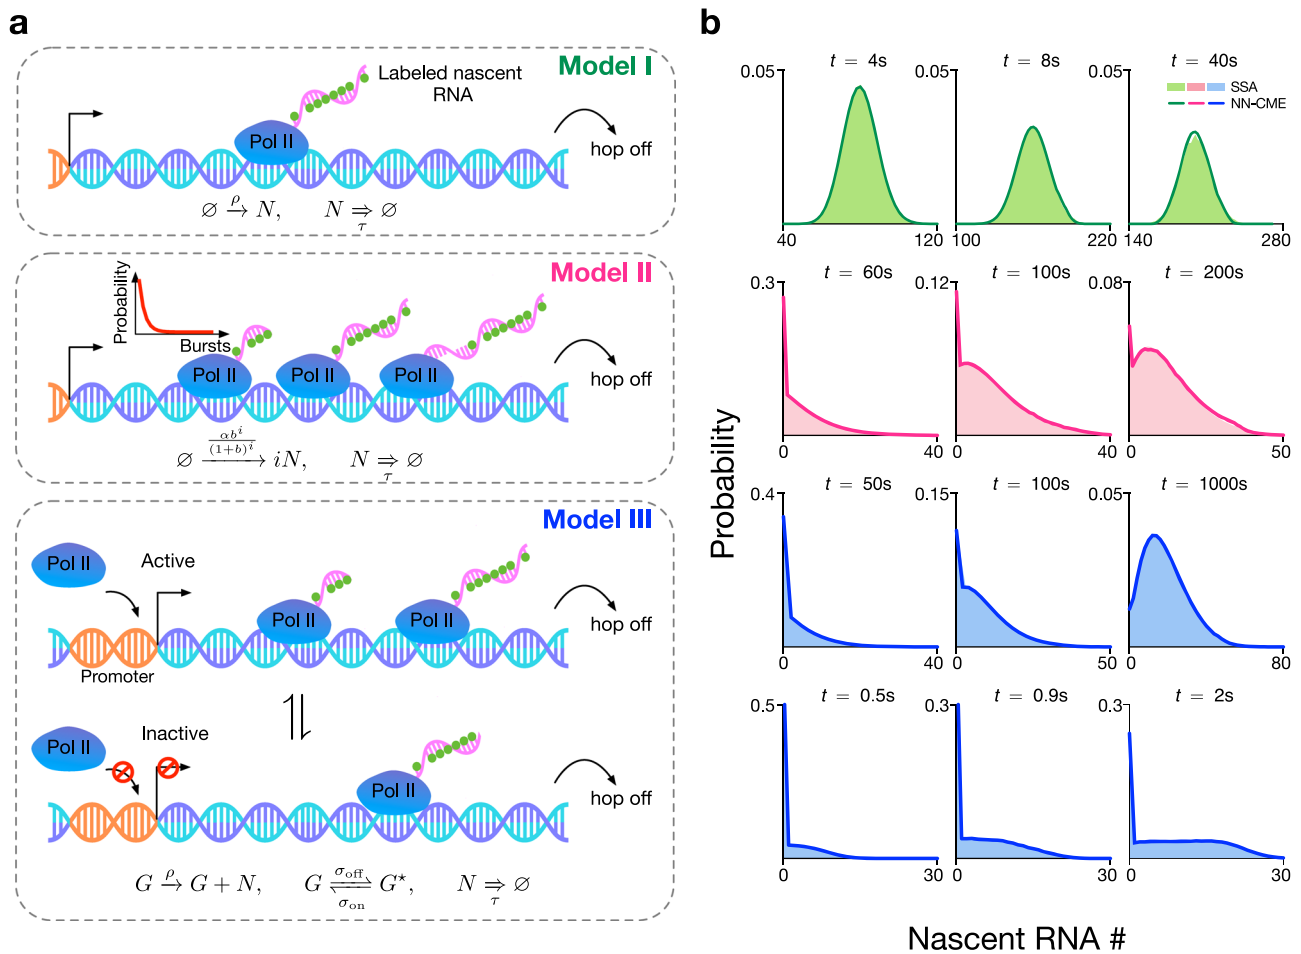 a
Model I
Labeled nascent
RNA
Pol II
hop off
∅ →ρ N, N ⇒τ ∅
Model II
Probability
Bursts
Pol II
Pol II
Pol II
hop off
∅ →αbⁱ/(1+b)ⁱ iN, N ⇒τ ∅
Model III
Pol II
Active
Pol II
Pol II
hop off
Promoter
Pol II
Inactive
Pol II
hop off
G →ρ G + N, G ⇌ σoff σon G⋆, N ⇒τ ∅
b
t = 4s
t = 8s
t = 40s
0.05
0.05
0.05
SSA
NN-CME
40
120
100
220
140
280
t = 60s
t = 100s
t = 200s
0.3
0.12
0.08
0
40
0
40
0
50
t = 50s
t = 100s
t = 1000s
0.4
0.15
0.05
0
40
0
50
0
80
t = 0.5s
t = 0.9s
t = 2s
0.5
0.3
0.3
0
30
0
30
0
30
Probability
Nascent RNA #